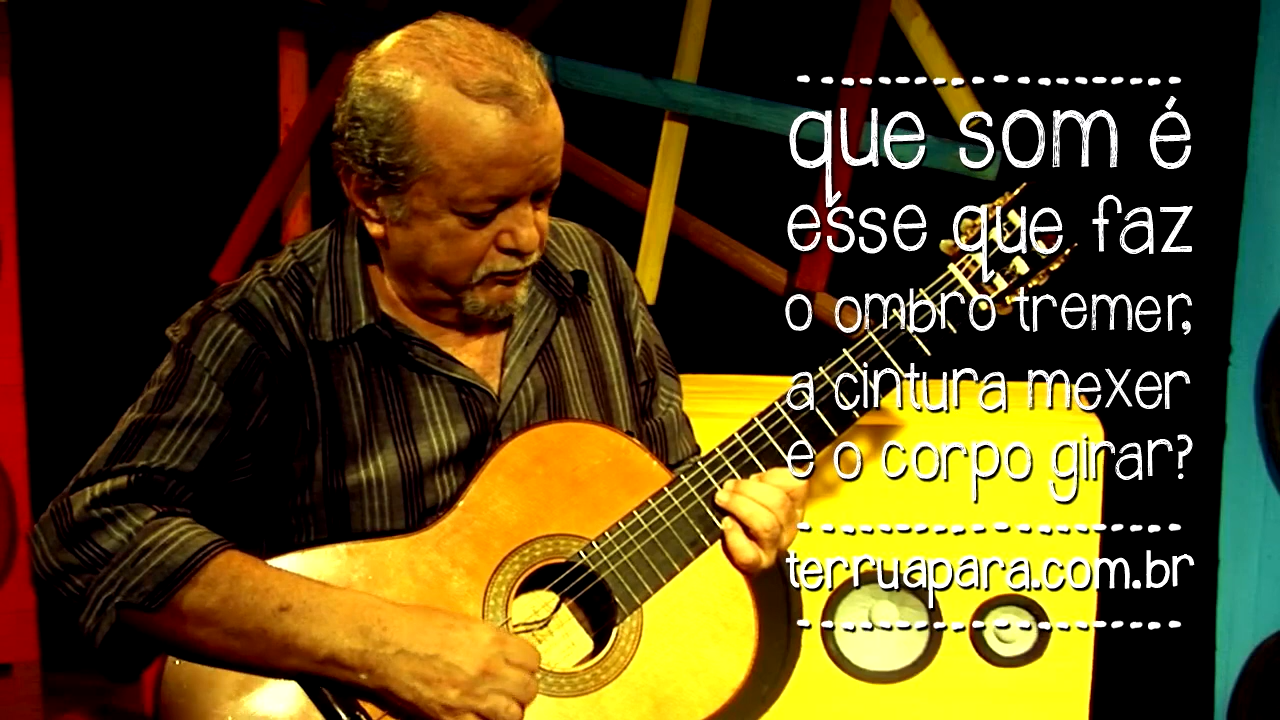 que som é
esse que faz
o ombro tremer,
a cintura mexer
e o corpo girar?
terruapara.com.br